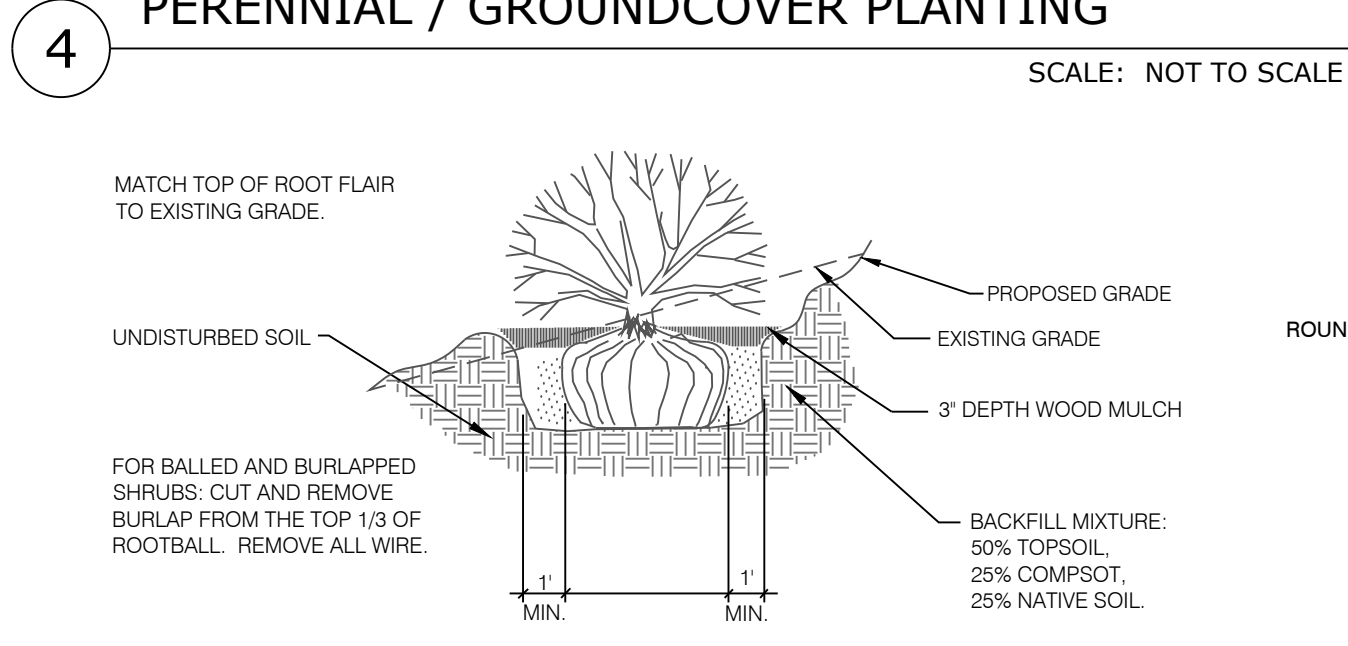 PERENNIAL / GROUNDCOVER PLANTING
4
SCALE: NOT TO SCALE
MATCH TOP OF ROOT FLAIR
TO EXISTING GRADE.
PROPOSED GRADE
UNDISTURBED SOIL
EXISTING GRADE
ROUN
3" DEPTH WOOD MULCH
FOR BALLED AND BURLAPPED
SHRUBS: CUT AND REMOVE
BURLAP FROM THE TOP 1/3 OF
ROOTBALL. REMOVE ALL WIRE.
BACKFILL MIXTURE:
50% TOPSOIL,
25% COMPSOT,
25% NATIVE SOIL.
1' 1'
MIN. MIN.